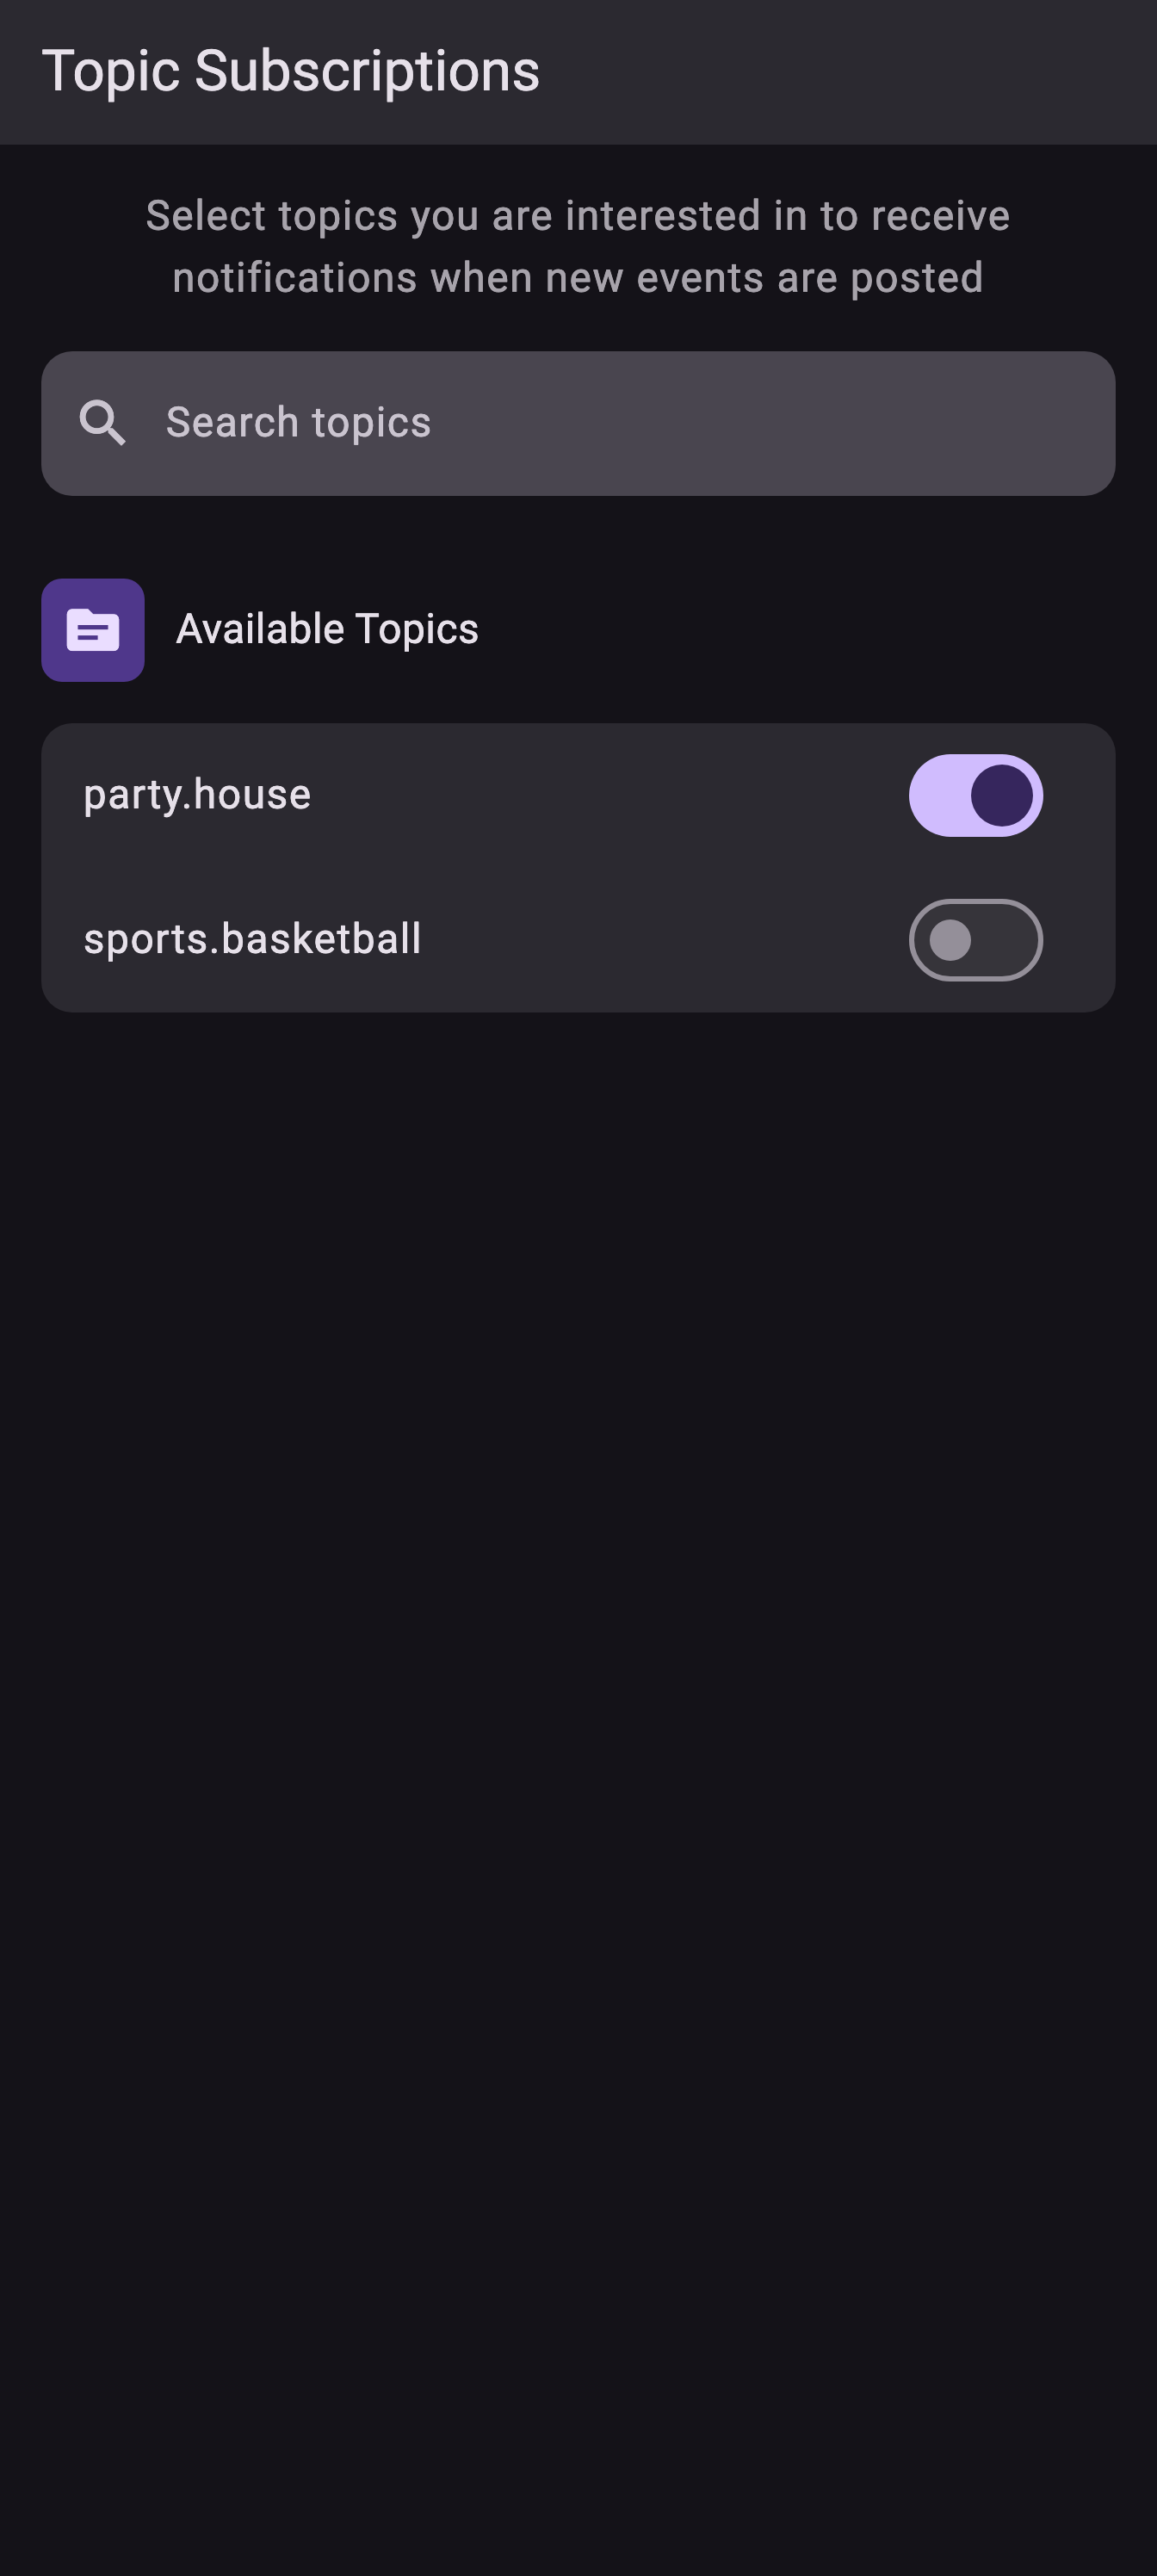 Topic Subscriptions
Select topics you are interested in to receive
notifications when new events are posted
Search topics
Available Topics
party.house
sports.basketball